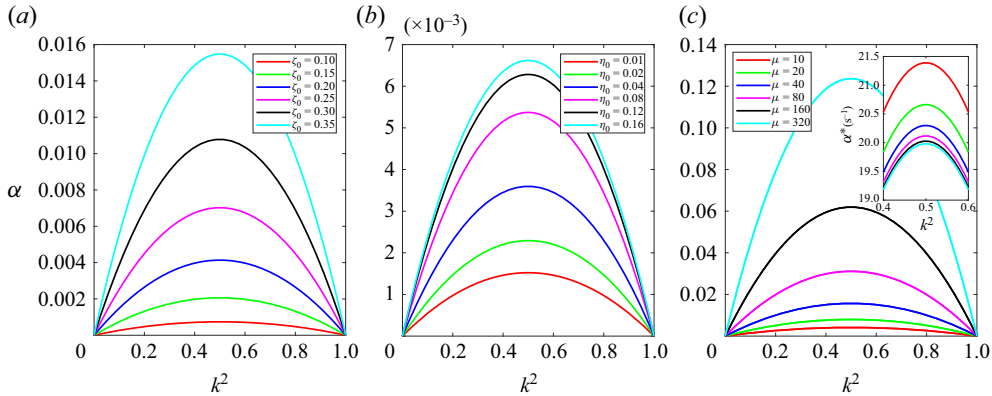 (a)
0.016
0.014
0.012
0.010
0.008
0.006
0.004
0.002
0
0.2
0.4
0.6
0.8
1.0
α
k²
ζ₀ = 0.10
ζ₀ = 0.15
ζ₀ = 0.20
ζ₀ = 0.25
ζ₀ = 0.30
ζ₀ = 0.35
(b)
(×10⁻³)
7
6
5
4
3
2
1
0
0.2
0.4
0.6
0.8
1.0
k²
η₀ = 0.01
η₀ = 0.02
η₀ = 0.04
η₀ = 0.08
η₀ = 0.12
η₀ = 0.16
(c)
0.14
0.12
0.10
0.08
0.06
0.04
0.02
0
0.2
0.4
0.6
0.8
1.0
k²
μ = 10
μ = 20
μ = 40
μ = 80
μ = 160
μ = 320
21.5
21.0
20.5
20.0
19.5
19.0
0.4
0.5
0.6
α* (s⁻¹)
k²